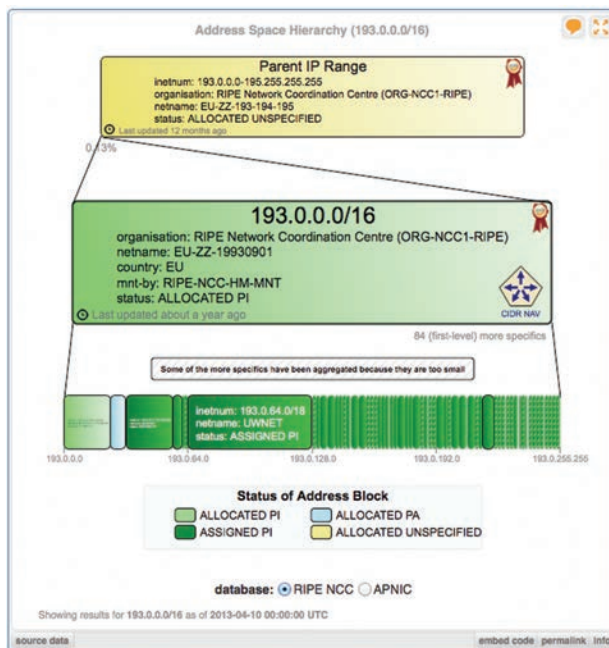 Address Space Hierarchy (193.0.0.0/16)
Parent IP Range
inetnum: 193.0.0.0-195.255.255.255
organisation: RIPE Network Coordination Centre (ORG-NCC1-RIPE)
netname: EU-ZZ-193-194-195
status: ALLOCATED UNSPECIFIED
Last updated 12 months ago
0.13%
193.0.0.0/16
organisation: RIPE Network Coordination Centre (ORG-NCC1-RIPE)
netname: EU-ZZ-19930901
country: EU
mnt-by: RIPE-NCC-HM-MNT
status: ALLOCATED PI
Last updated about a year ago
CIDR NAV
84 (first-level) more specifics
Some of the more specifics have been aggregated because they are too small
inetnum: 193.0.64.0/18
netname: UWNET
status: ASSIGNED PI
193.0.0.0 193.0.64.0 193.0.128.0 193.0.192.0 193.0.255.255
Status of Address Block
ALLOCATED PI ALLOCATED PA
ASSIGNED PI ALLOCATED UNSPECIFIED
database: RIPE NCC APNIC
Showing results for 193.0.0.0/16 as of 2013-04-10 00:00:00 UTC
source data embed code permalink info